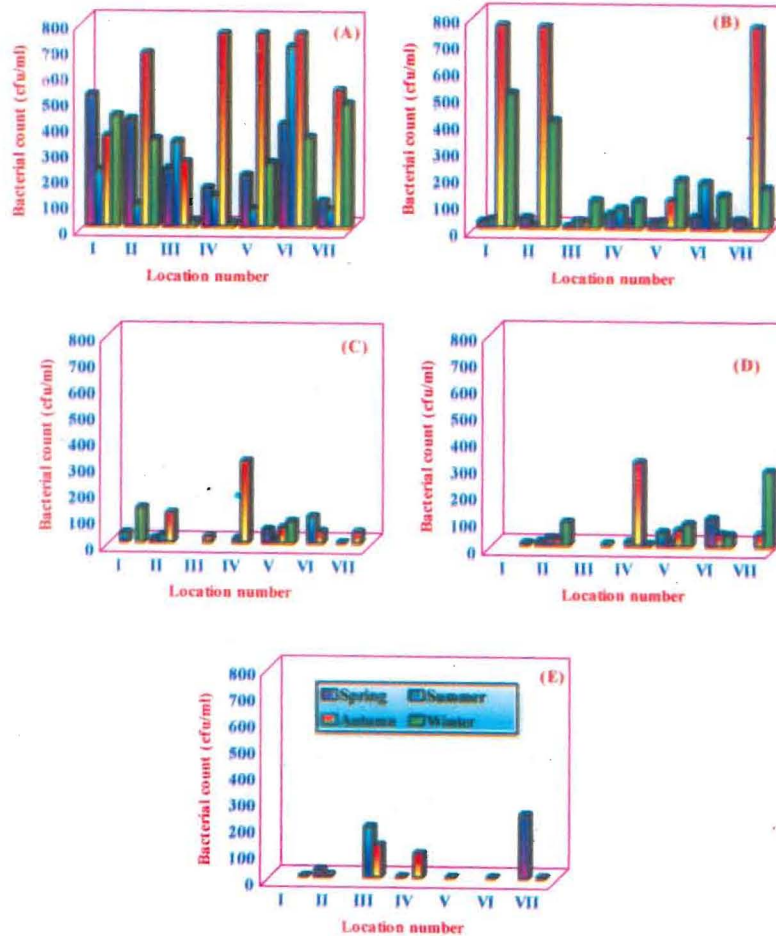 (A)
Bacterial count (cfu/ml)
800
700
600
500
400
300
200
100
0
I II III IV V VI VII
Location number
(B)
Bacterial count (cfu/ml)
800
700
600
500
400
300
200
100
0
I II III IV V VI VII
Location number
(C)
Bacterial count (cfu/ml)
800
700
600
500
400
300
200
100
0
I II III IV V VI VII
Location number
(D)
Bacterial count (cfu/ml)
800
700
600
500
400
300
200
100
0
I II III IV V VI VII
Location number
(E)
Bacterial count (cfu/ml)
800
700
600
500
400
300
200
100
0
Spring Summer
Autumn Winter
I II III IV V VI VII
Location number